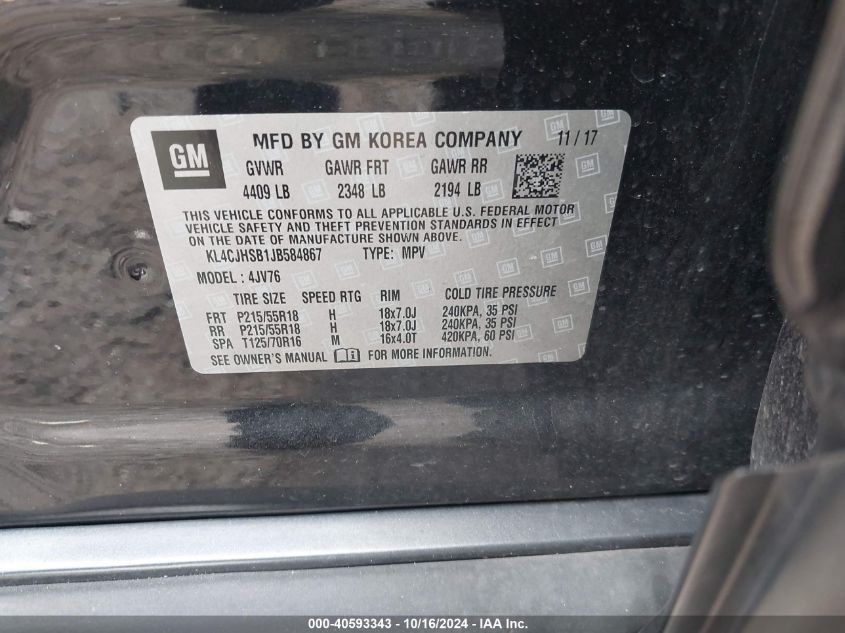 GM
MFD BY GM KOREA COMPANY 11 / 17
GVWR GAWR FRT GAWR RR
4409 LB 2348 LB 2194 LB
THIS VEHICLE CONFORMS TO ALL APPLICABLE U.S. FEDERAL MOTOR
VEHICLE SAFETY AND THEFT PREVENTION STANDARDS IN EFFECT
ON THE DATE OF MANUFACTURE SHOWN ABOVE.
KL4CJHSB1JB584867 TYPE: MPV
MODEL: 4JV76
TIRE SIZE SPEED RTG RIM COLD TIRE PRESSURE
FRT P215/55R18 H 18x7.0J 240KPA, 35 PSI
RR P215/55R18 H 18x7.0J 240KPA, 35 PSI
SPA T125/70R16 M 16x4.0T 420KPA, 60 PSI
SEE OWNER'S MANUAL FOR MORE INFORMATION.
000-40593343 - 10/16/2024 - IAA Inc.